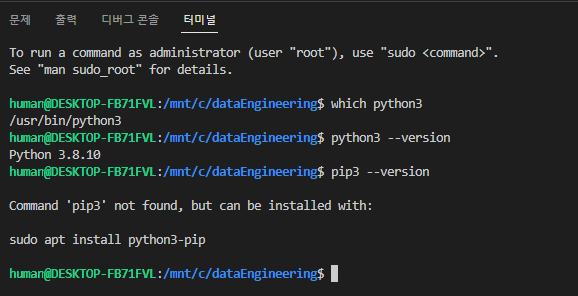 문제 출력 디버그 콘솔 터미널
To run a command as administrator (user "root"), use "sudo <command>".
See "man sudo_root" for details.
human@DESKTOP-FB71FVL:/mnt/c/dataEngineering$ which python3
/usr/bin/python3
human@DESKTOP-FB71FVL:/mnt/c/dataEngineering$ python3 --version
Python 3.8.10
human@DESKTOP-FB71FVL:/mnt/c/dataEngineering$ pip3 --version
Command 'pip3' not found, but can be installed with:
sudo apt install python3-pip
human@DESKTOP-FB71FVL:/mnt/c/dataEngineering$